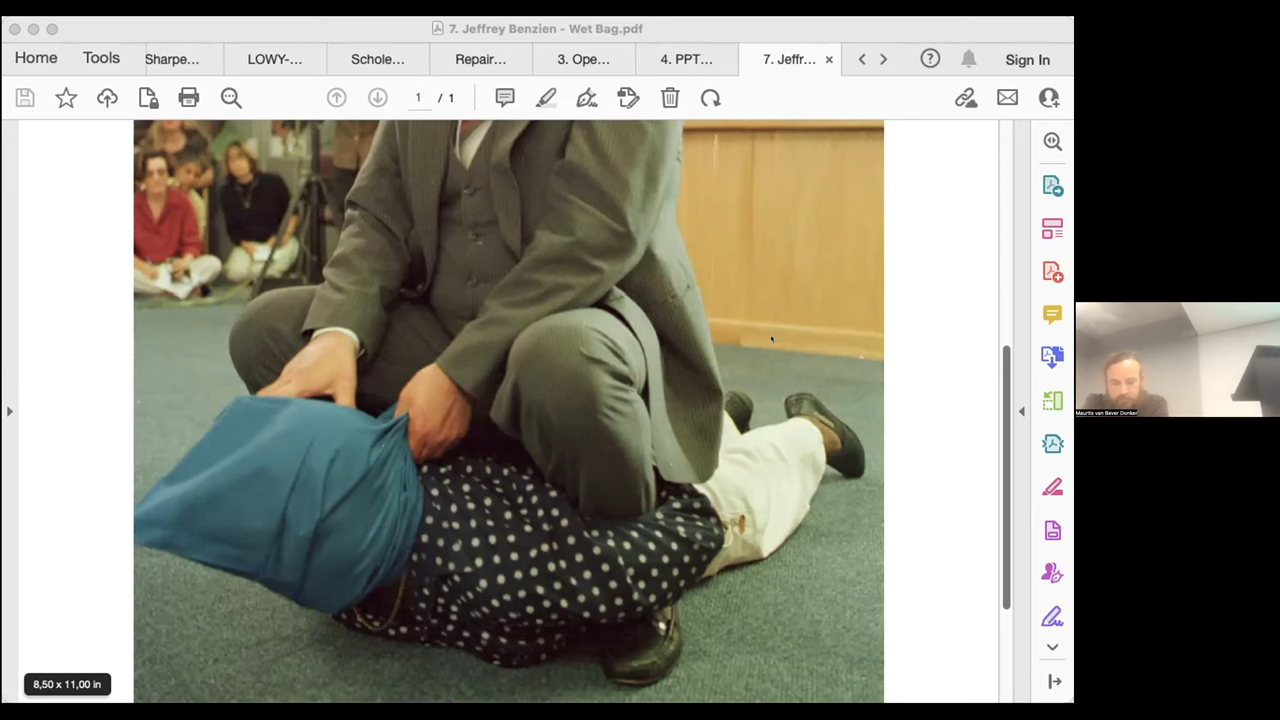 7. Jeffrey Benzien - Wet Bag.pdf
Home Tools Sharpe... LOWY-... Schole... Repair... 3. Ope... 4. PPT... 7. Jeffr... × ? Sign In
1 / 1
Maurits van Bever Donker
8,50 x 11,00 in